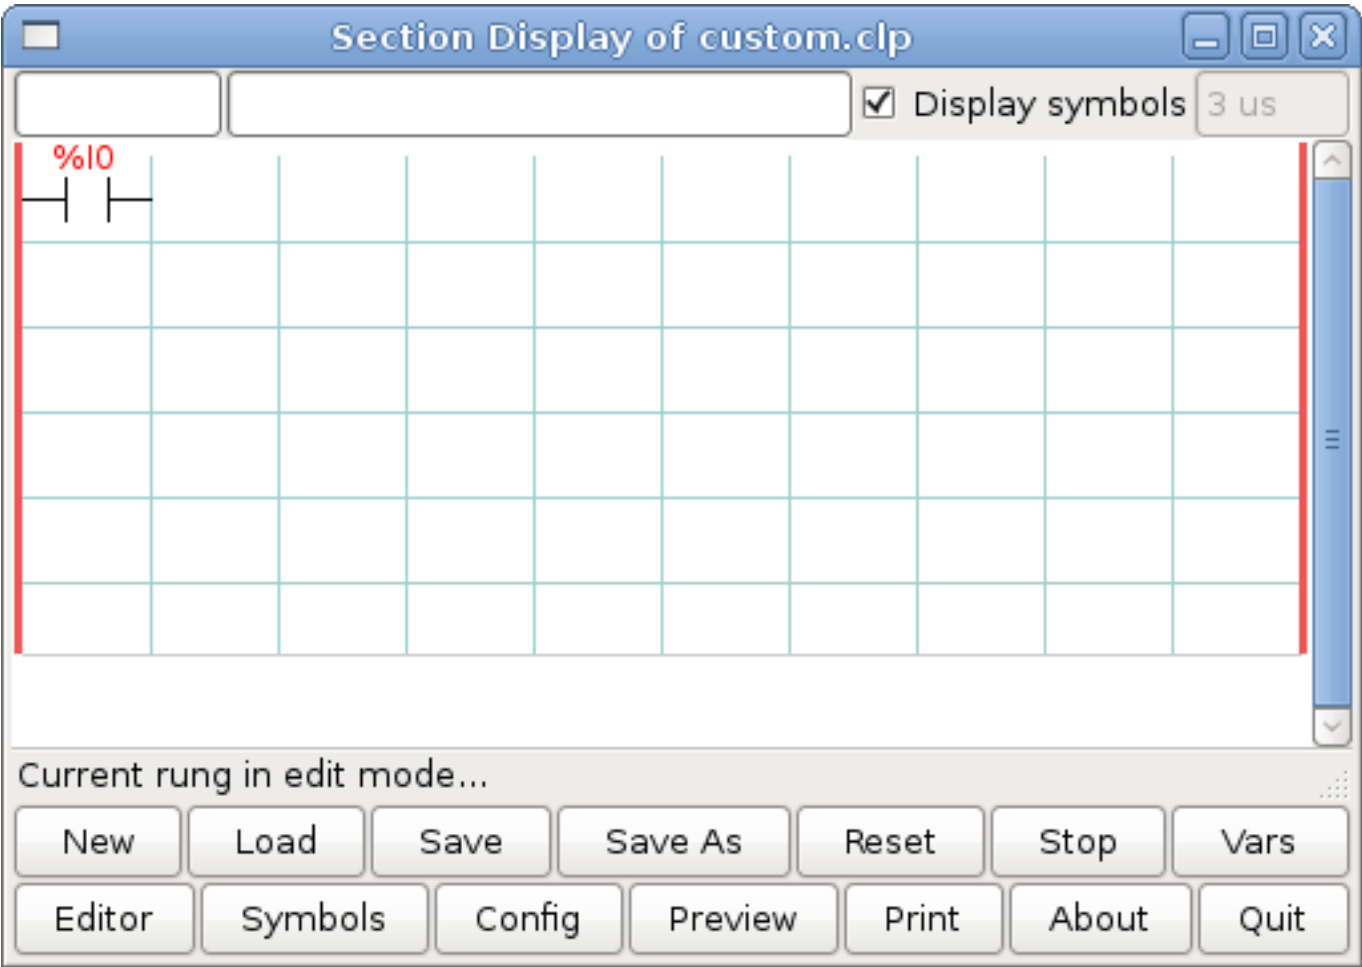 Section Display of custom.clp
Display symbols 3 us
%I0
Current rung in edit mode...
New Load Save Save As Reset Stop Vars
Editor Symbols Config Preview Print About Quit